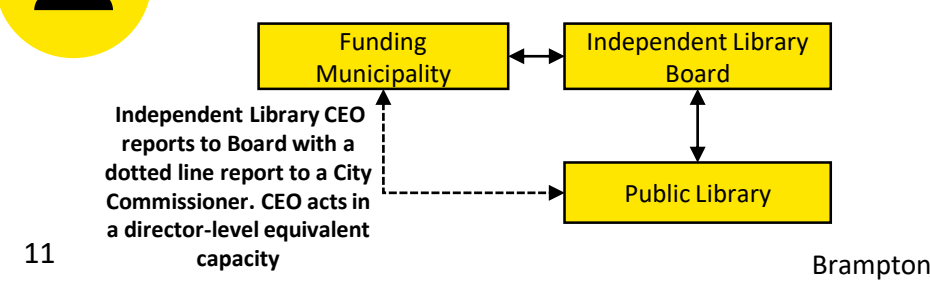 Funding
Municipality
Independent Library
Board
Independent Library CEO
reports to Board with a
dotted line report to a City
Commissioner. CEO acts in
a director-level equivalent
capacity
Public Library
11
Brampton